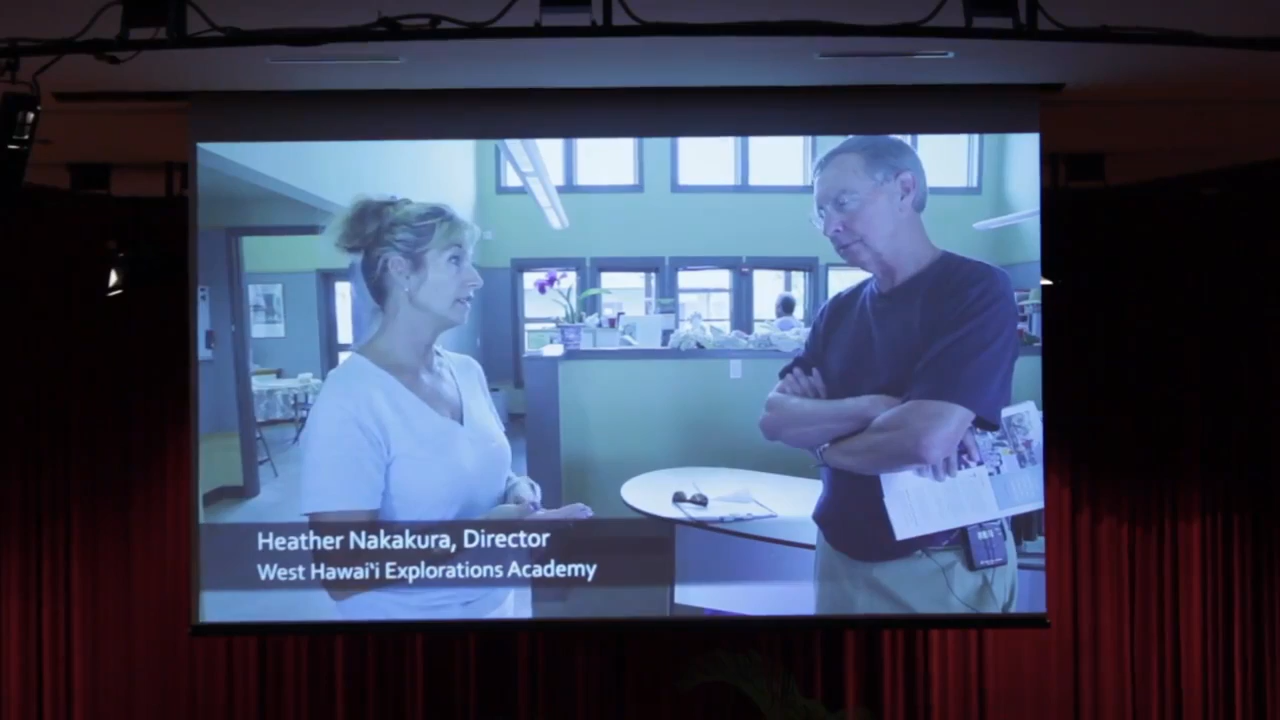 Heather Nakakura, Director
West Hawai‘i Explorations Academy